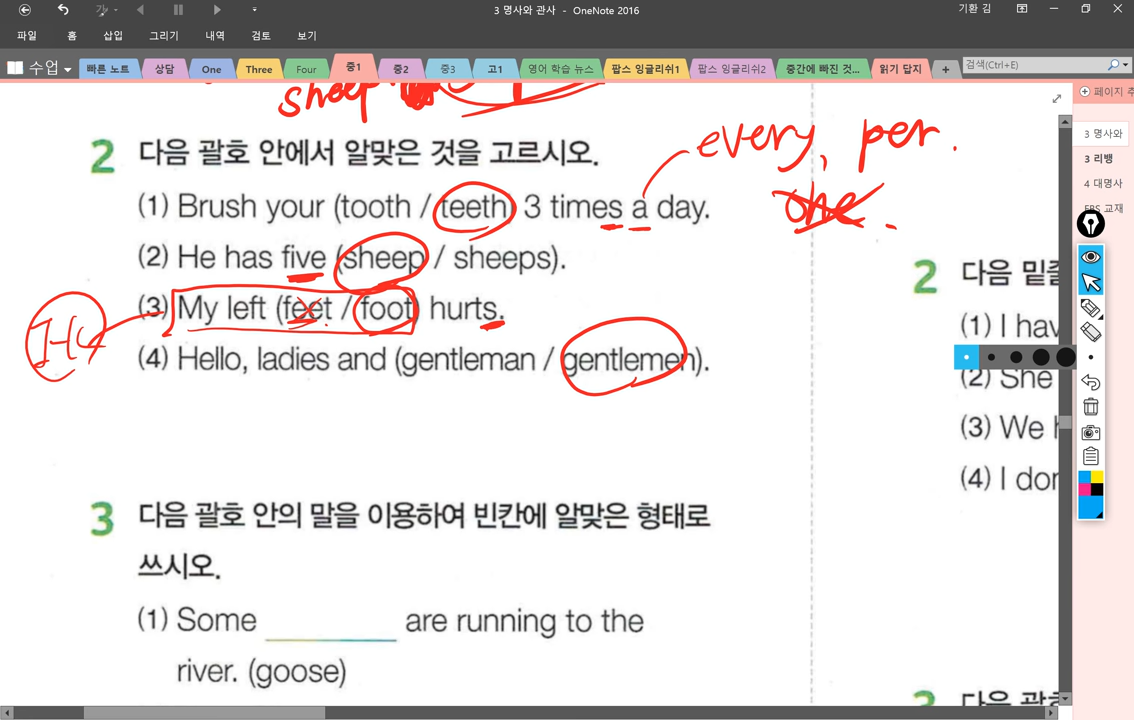 3 명사와 관사 - OneNote 2016
기환 김
파일 홈 삽입 그리기 내역 검토 보기
수업 빠른 노트 상담 One Three Four 중1 중2 중3 고1 영어 학습 뉴스 팝스 잉글리쉬1 팝스 잉글리쉬2 중간에 빠진 것... 읽기 답지 + 검색(Ctrl+E)
페이지 추
3 명사와
3 리뱅
4 대명사
EBS 교재
sheep
every, per.
one.
2 다음 괄호 안에서 알맞은 것을 고르시오.
(1) Brush your (tooth / teeth) 3 times a day.
(2) He has five (sheep / sheeps).
(3) My left (feet / foot) hurts.
(4) Hello, ladies and (gentleman / gentlemen).
3 다음 괄호 안의 말을 이용하여 빈칸에 알맞은 형태로
쓰시오.
(1) Some are running to the
river. (goose)
2 다음 밑줄
(1) I hav
(2) She
(3) We h
(4) I don
3 다음 괄호